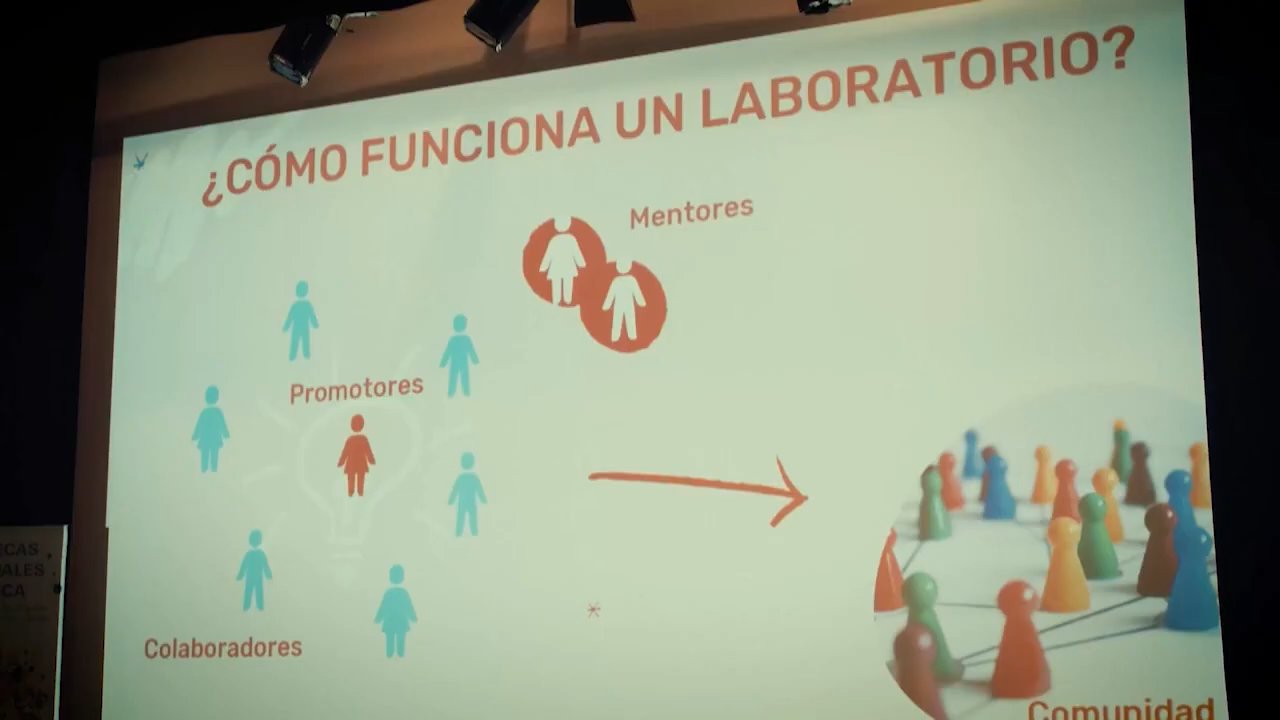 ¿CÓMO FUNCIONA UN LABORATORIO?
Mentores
Promotores
Colaboradores
Comunidad